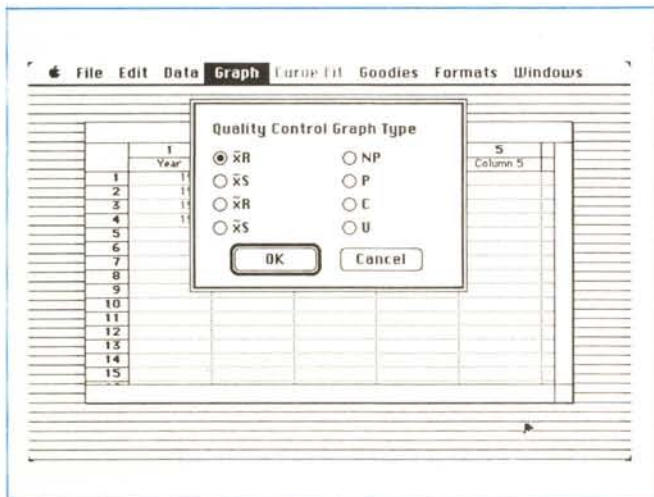 File Edit Data Graph Curve Fit Goodies Formats Windows
Quality Control Graph Type
x̄R
x̄S
x̃R
x̃S
NP
P
C
U
OK
Cancel
1
Year
5
Column 5
1
2
3
4
5
6
7
8
9
10
11
12
13
14
15